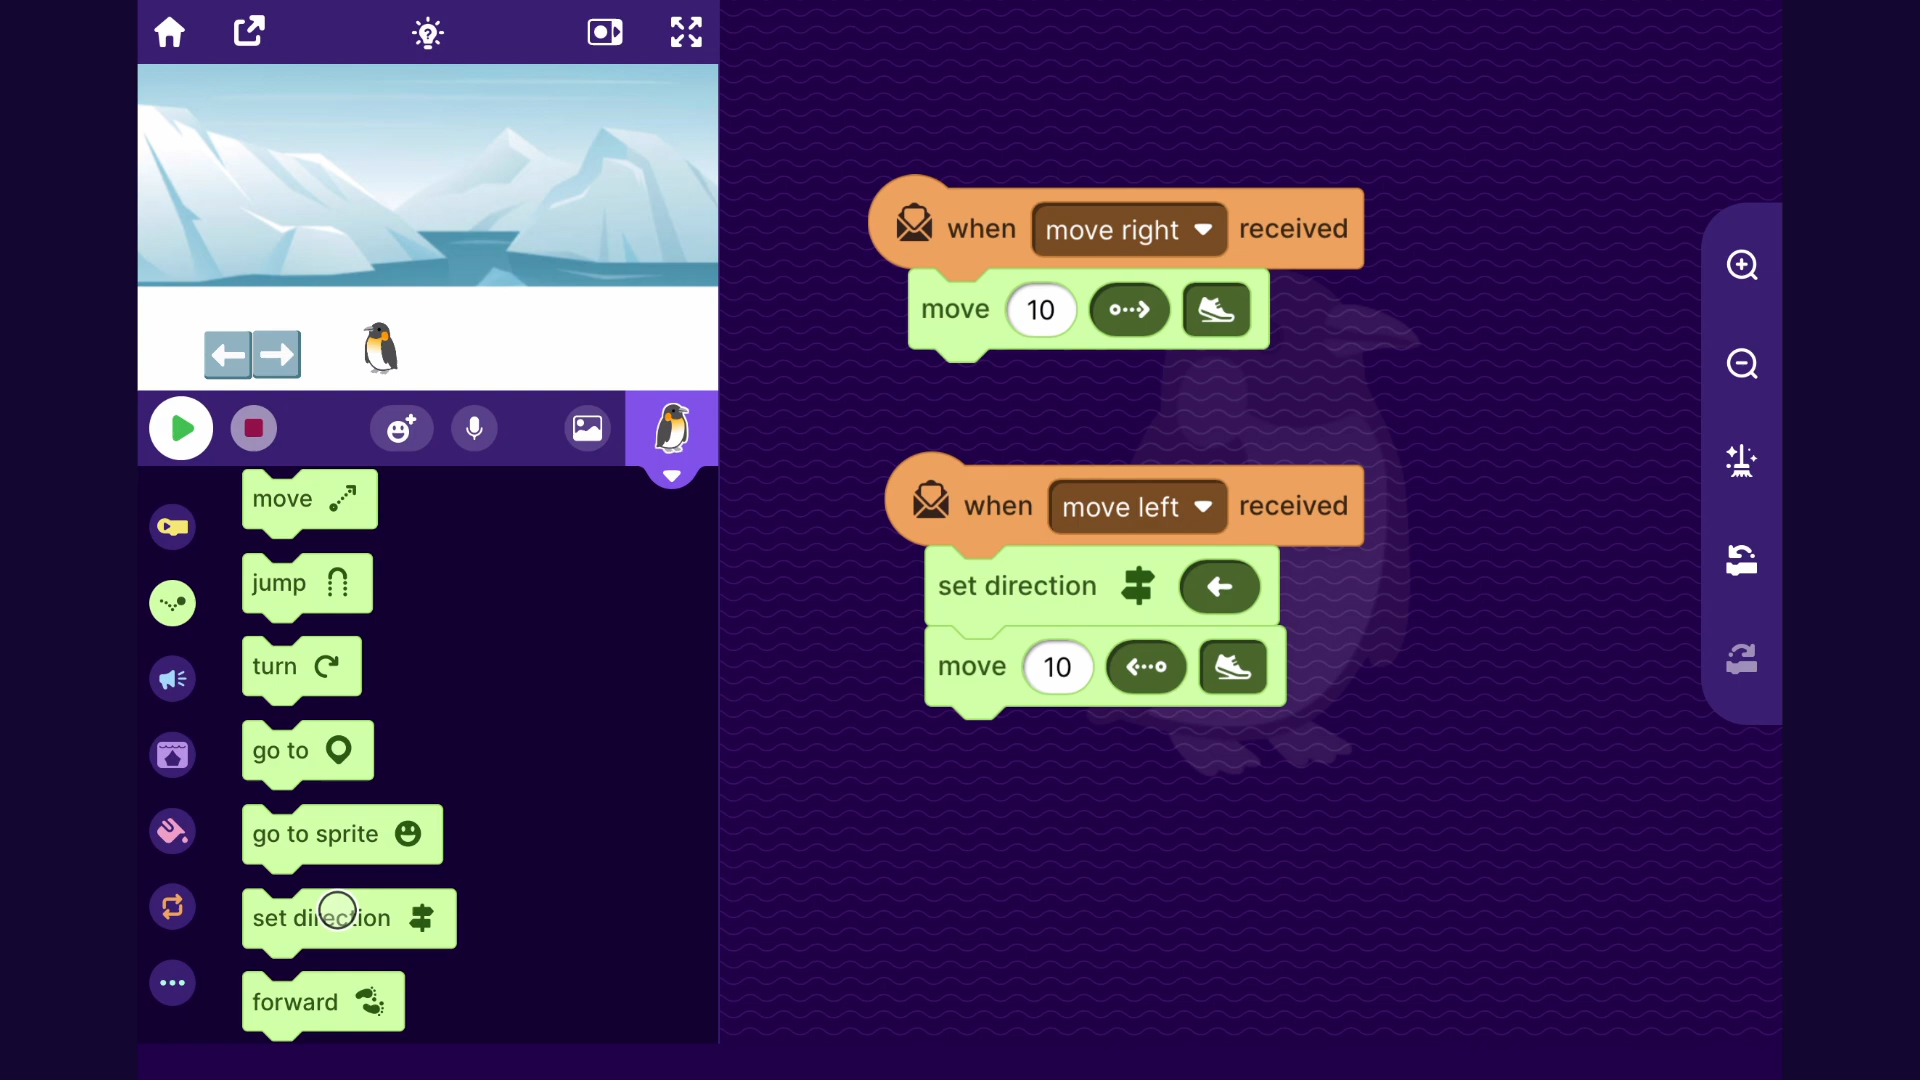 when move right received
move 10
when move left received
set direction
move 10
move
jump
turn
go to
go to sprite
set direction
forward